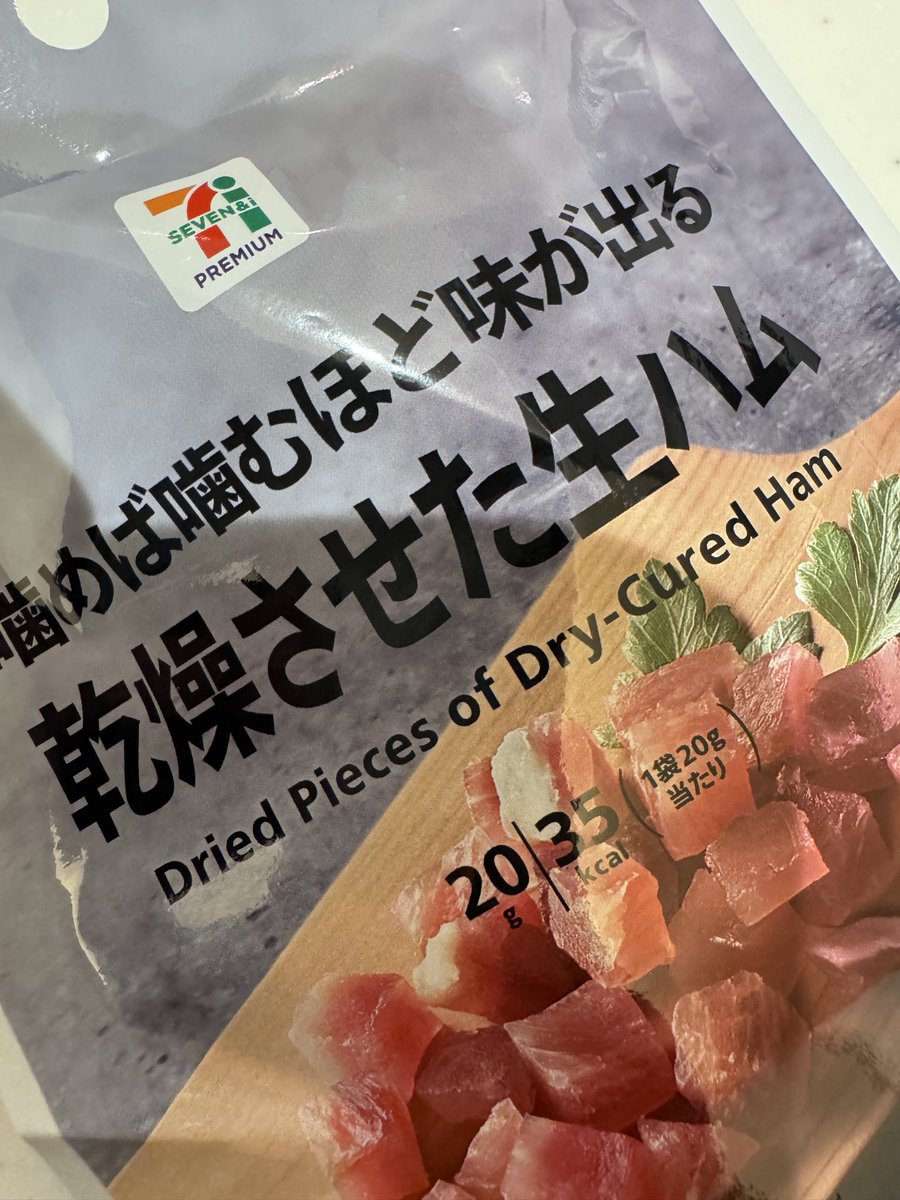 SEVEN&i
PREMIUM
噛めば噛むほど味が出る
乾燥させた生ハム
Dried Pieces of Dry-Cured Ham
20g
35kcal
(1袋20g
当たり)